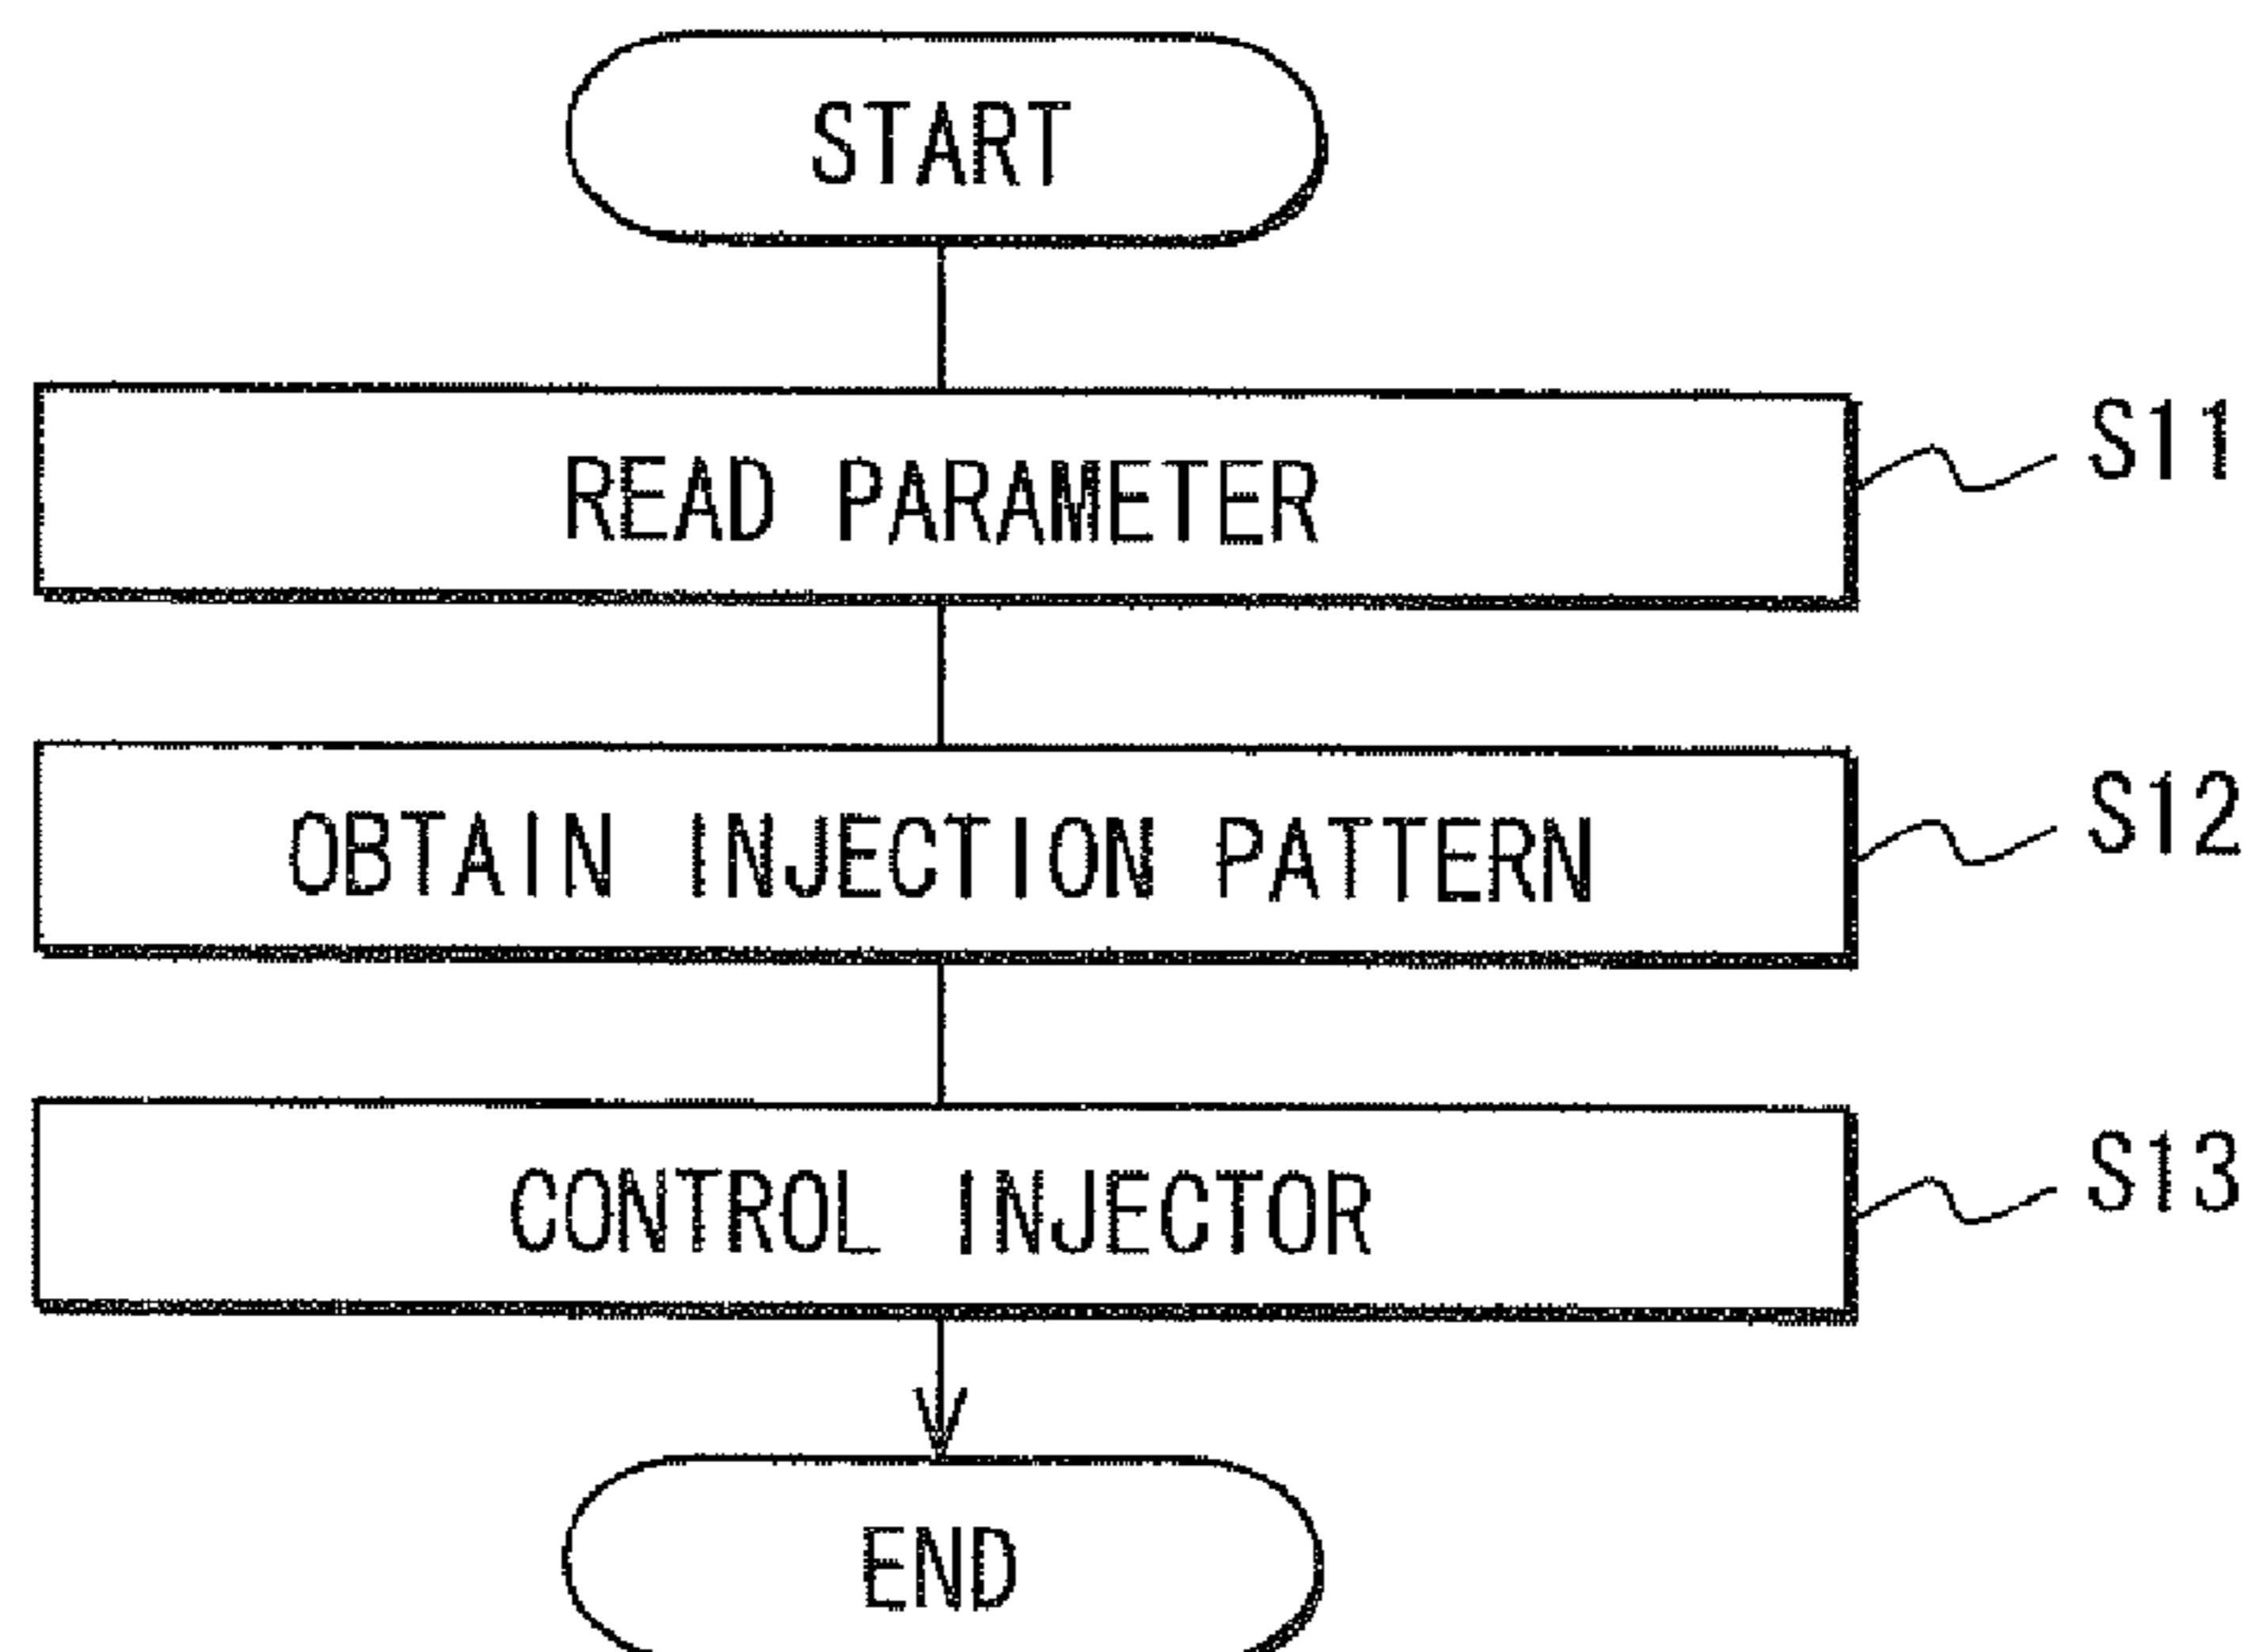 START
READ PARAMETER
S11
OBTAIN INJECTION PATTERN
S12
CONTROL INJECTOR
S13
END